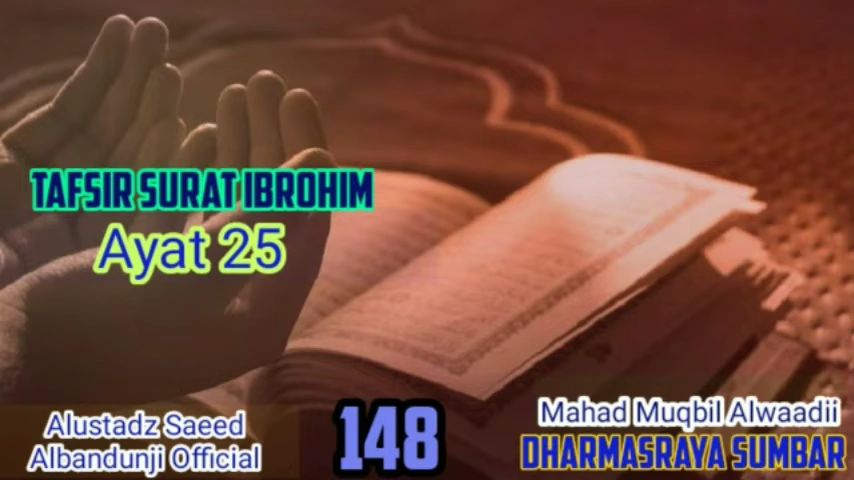 TAFSIR SURAT IBROHIM
Ayat 25
Alustadz Saeed
Albandunji Official
148
Mahad Muqbil Alwaadii
DHARMASRAYA SUMBAR